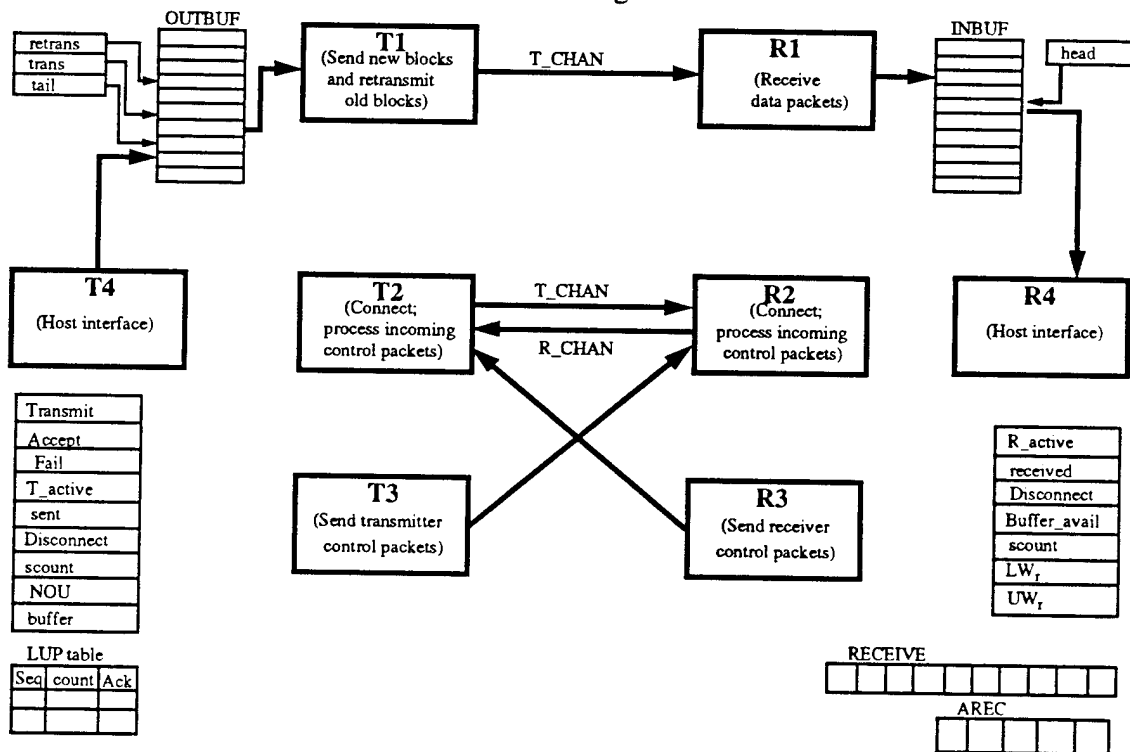 OUTBUF
retrans
trans
tail
T1
(Send new blocks
and retransmit
old blocks)
T_CHAN
R1
(Receive
data packets)
INBUF
head
T4
(Host interface)
T2
(Connect;
process incoming
control packets)
T_CHAN
R_CHAN
R2
(Connect;
process incoming
control packets)
R4
(Host interface)
T3
(Send transmitter
control packets)
R3
(Send receiver
control packets)
Transmit
Accept
Fail
T_active
sent
Disconnect
scount
NOU
buffer
R_active
received
Disconnect
Buffer_avail
scount
LWr
UWr
LUP table
Seq count Ack
RECEIVE
AREC